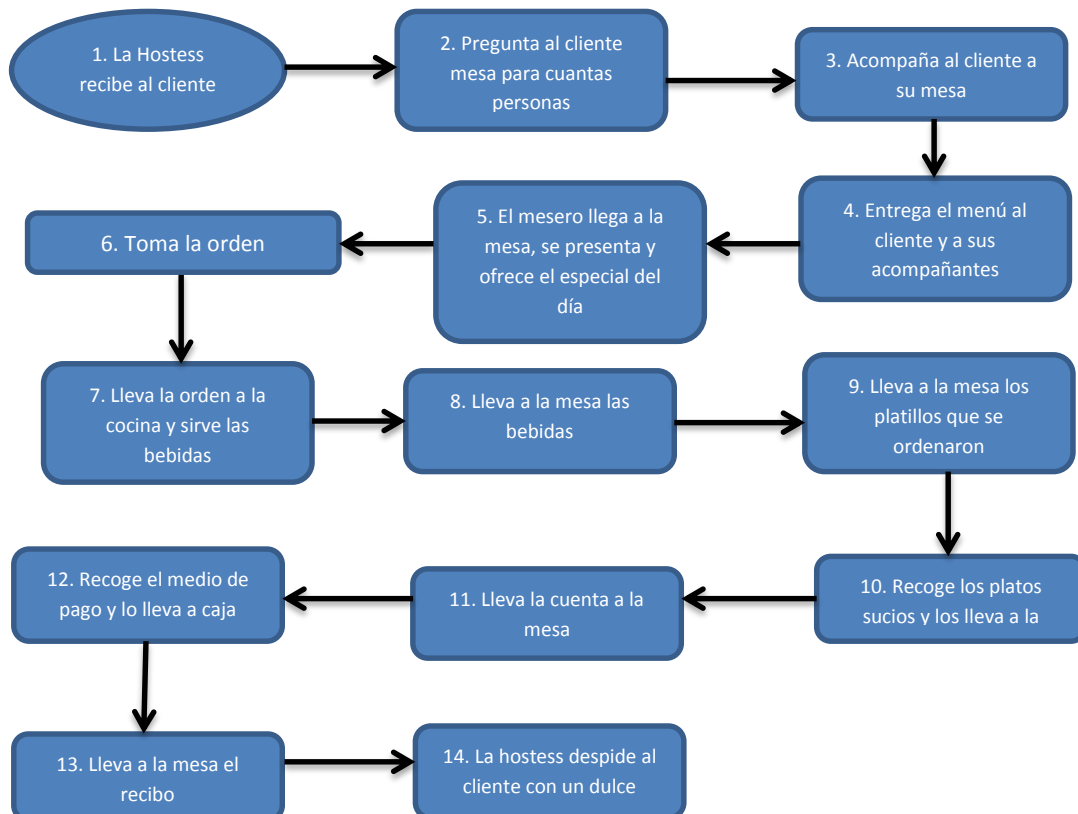 1. La Hostess
recibe al cliente
2. Pregunta al cliente
mesa para cuantas
personas
3. Acompaña al cliente a
su mesa
4. Entrega el menú al
cliente y a sus
acompañantes
5. El mesero llega a la
mesa, se presenta y
ofrece el especial del
día
6. Toma la orden
7. Lleva la orden a la
cocina y sirve las
bebidas
8. Lleva a la mesa las
bebidas
9. Lleva a la mesa los
platillos que se
ordenaron
10. Recoge los platos
sucios y los lleva a la
11. Lleva la cuenta a la
mesa
12. Recoge el medio de
pago y lo lleva a caja
13. Lleva a la mesa el
recibo
14. La hostess despide al
cliente con un dulce